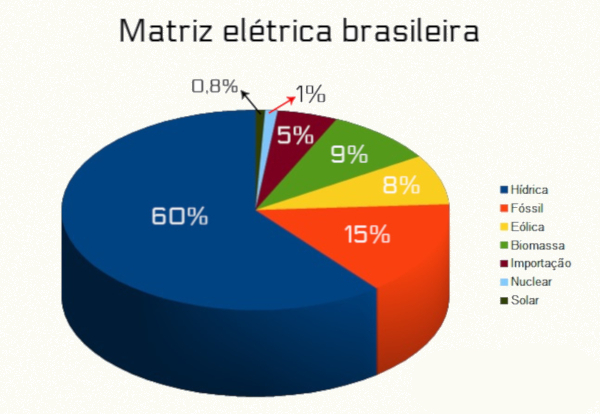 Matriz elétrica brasileira
0,8%
1%
5%
9%
8%
60%
15%
Hídrica
Fóssil
Eólica
Biomassa
Importação
Nuclear
Solar